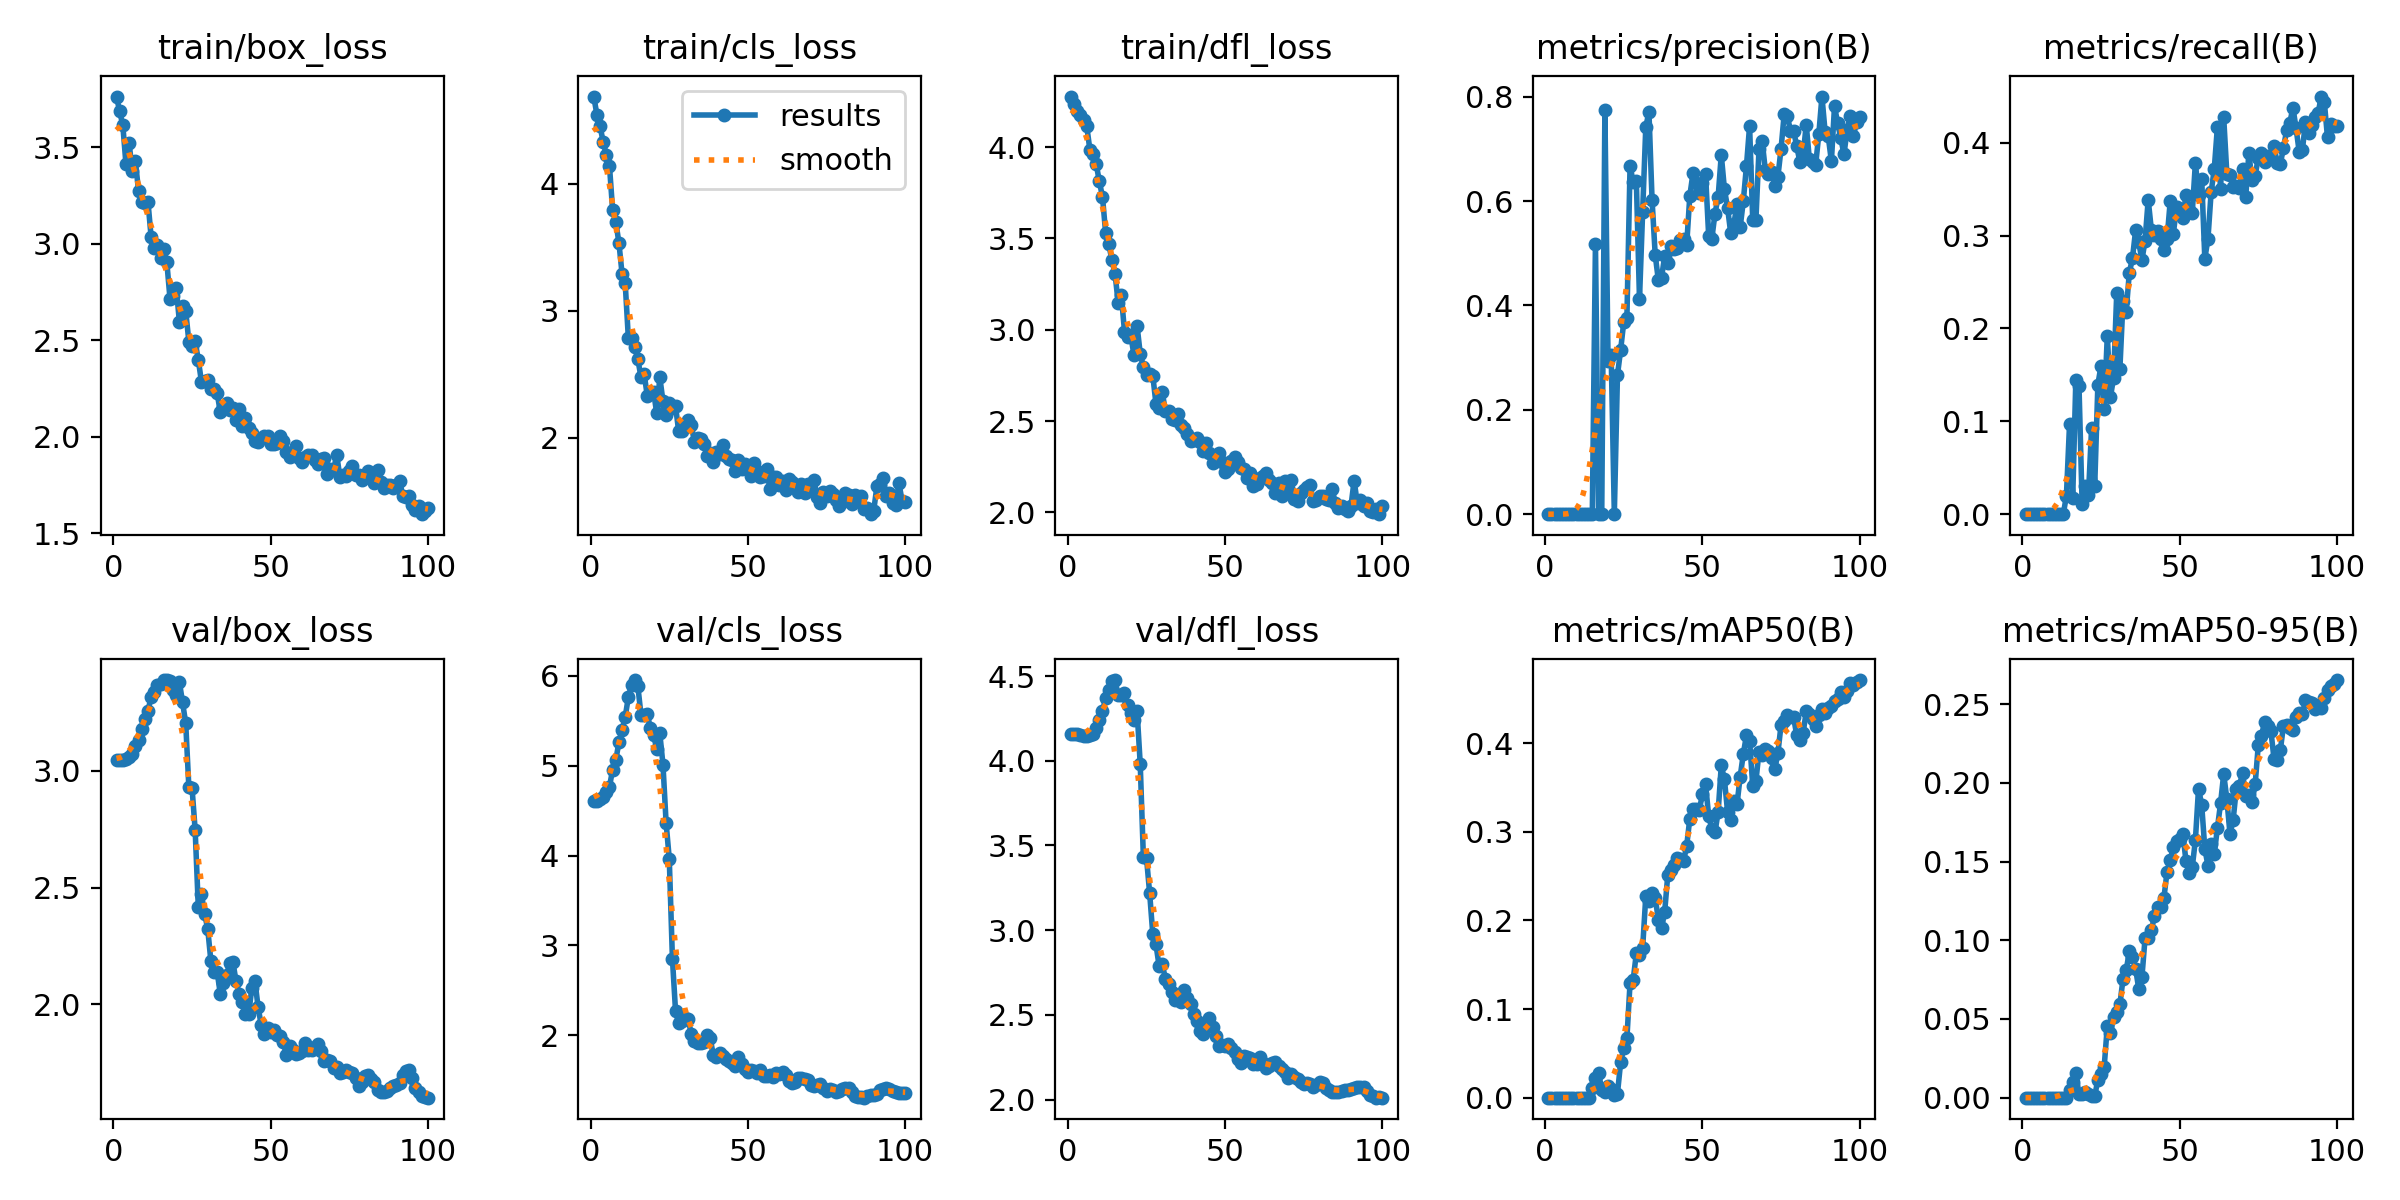 train/box_loss
3.5
3.0
2.5
2.0
1.5
0 50 100
train/cls_loss
results
smooth
4
3
2
0 50 100
train/dfl_loss
4.0
3.5
3.0
2.5
2.0
0 50 100
metrics/precision(B)
0.8
0.6
0.4
0.2
0.0
0 50 100
metrics/recall(B)
0.4
0.3
0.2
0.1
0.0
0 50 100
val/box_loss
3.0
2.5
2.0
0 50 100
val/cls_loss
6
5
4
3
2
0 50 100
val/dfl_loss
4.5
4.0
3.5
3.0
2.5
2.0
0 50 100
metrics/mAP50(B)
0.4
0.3
0.2
0.1
0.0
0 50 100
metrics/mAP50-95(B)
0.25
0.20
0.15
0.10
0.05
0.00
0 50 100